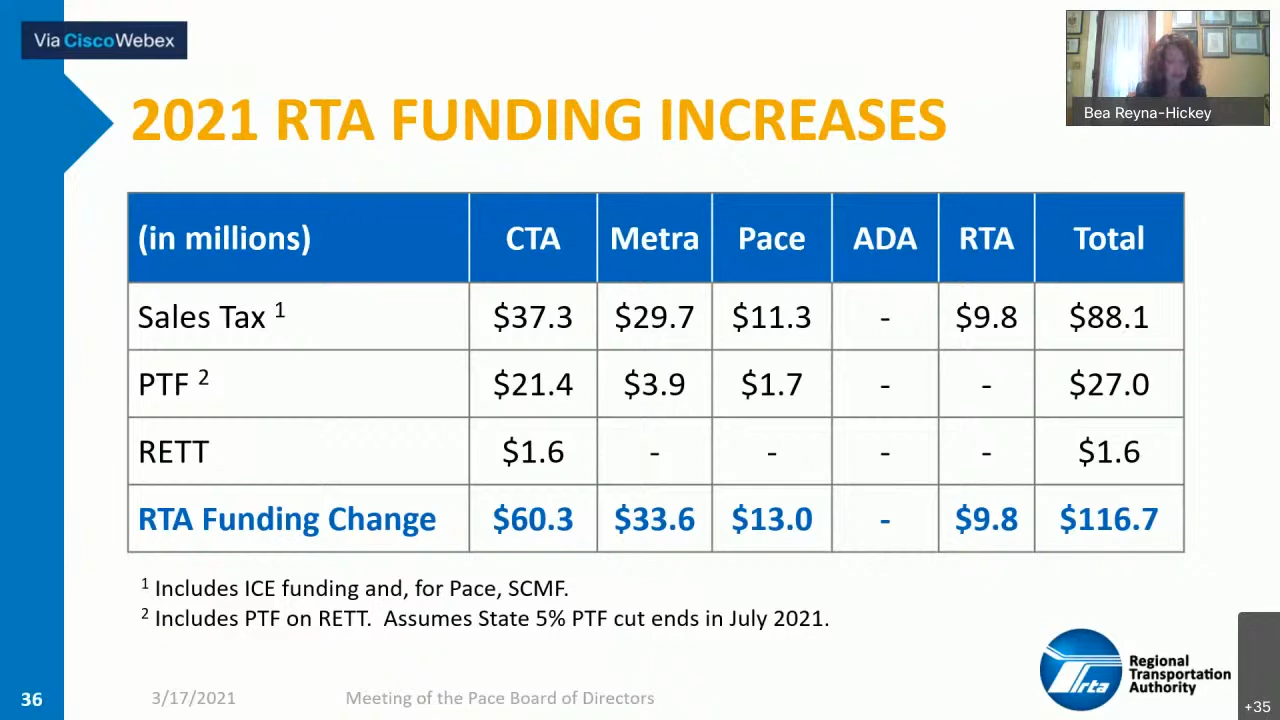 Via CiscoWebex
Bea Reyna-Hickey
2021 RTA FUNDING INCREASES
(in millions) CTA Metra Pace ADA RTA Total
Sales Tax 1 $37.3 $29.7 $11.3 - $9.8 $88.1
PTF 2 $21.4 $3.9 $1.7 - - $27.0
RETT $1.6 - - - - $1.6
RTA Funding Change $60.3 $33.6 $13.0 - $9.8 $116.7
1 Includes ICE funding and, for Pace, SCMF.
2 Includes PTF on RETT. Assumes State 5% PTF cut ends in July 2021.
rta
Regional
Transportation
Authority
36 3/17/2021 Meeting of the Pace Board of Directors
+35